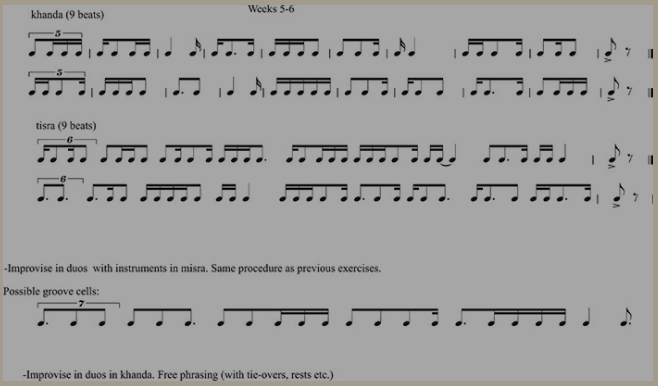 Weeks 5-6
khanda (9 beats)
5
5
tisra (9 beats)
6
6
-Improvise in duos with instruments in misra. Same procedure as previous exercises.
Possible groove cells:
7
-Improvise in duos in khanda. Free phrasing (with tie-overs, rests etc.)